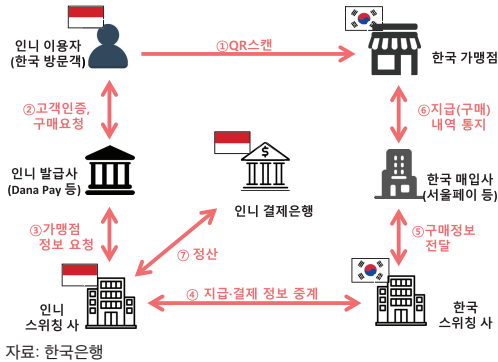 인니 이용자
(한국 방문객)
①QR스캔
한국 가맹점
②고객인증,
구매요청
⑥지급(구매)
내역 통지
인니 발급사
(Dana Pay 등)
인니 결제은행
한국 매입사
(서울페이 등)
③가맹점
정보 요청
⑦ 정산
⑤구매정보
전달
④ 지급·결제 정보 중계
인니
스위칭 사
한국
스위칭 사
자료: 한국은행